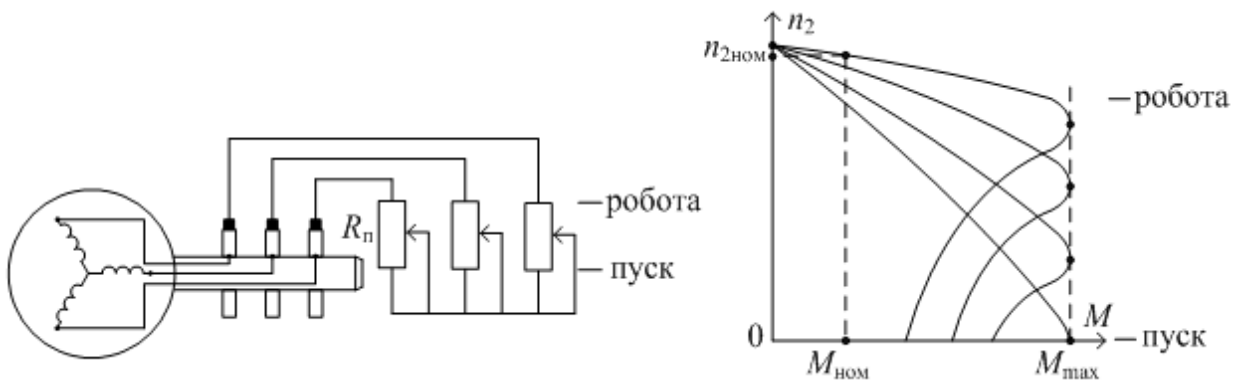 Rп
– робота
– пуск
n2
n2ном
– робота
0
M
– пуск
Mном
Mmax